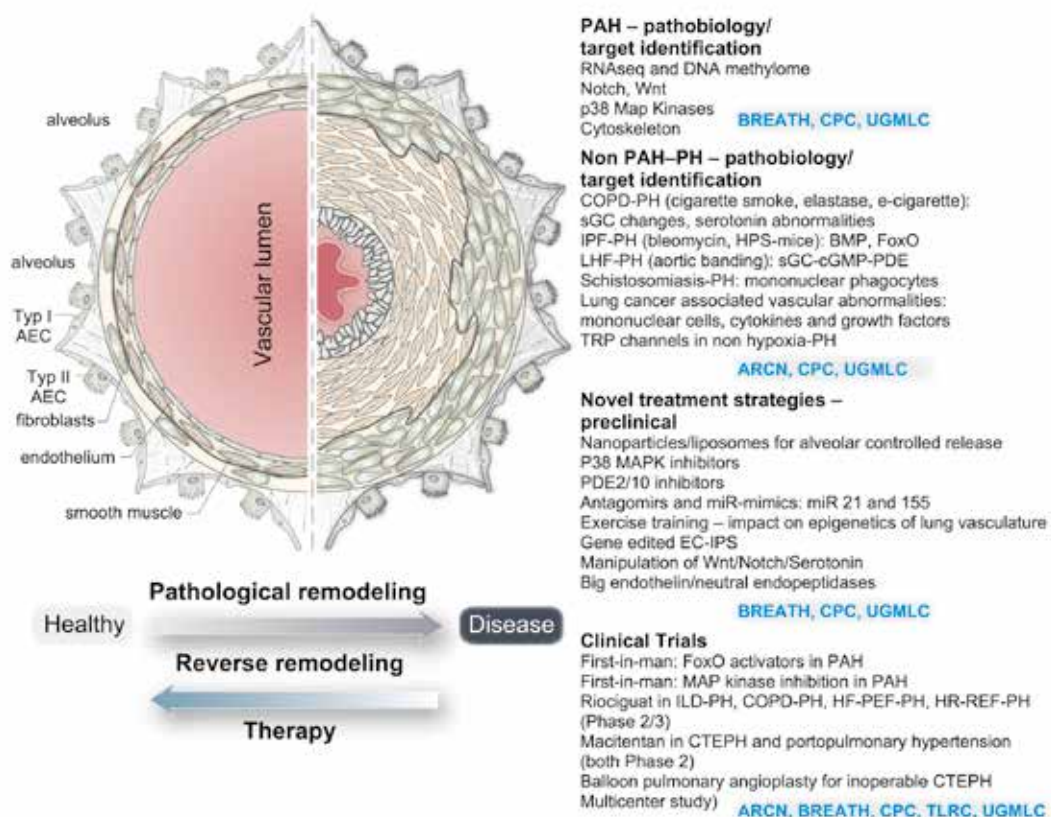 alveolus
alveolus
Typ I
AEC
Typ II
AEC
fibroblasts
endothelium
smooth muscle
Vascular lumen
Pathological remodeling
Healthy
Disease
Reverse remodeling
Therapy
PAH – pathobiology/
target identification
RNAseq and DNA methylome
Notch, Wnt
p38 Map Kinases
Cytoskeleton
BREATH, CPC, UGMLC
Non PAH–PH – pathobiology/
target identification
COPD-PH (cigarette smoke, elastase, e-cigarette):
sGC changes, serotonin abnormalities
IPF-PH (bleomycin, HPS-mice): BMP, FoxO
LHF-PH (aortic banding): sGC-cGMP-PDE
Schistosomiasis-PH: mononuclear phagocytes
Lung cancer associated vascular abnormalities:
mononuclear cells, cytokines and growth factors
TRP channels in non hypoxia-PH
ARCN, CPC, UGMLC
Novel treatment strategies –
preclinical
Nanoparticles/liposomes for alveolar controlled release
P38 MAPK inhibitors
PDE2/10 inhibitors
Antagomirs and miR-mimics: miR 21 and 155
Exercise training – impact on epigenetics of lung vasculature
Gene edited EC-IPS
Manipulation of Wnt/Notch/Serotonin
Big endothelin/neutral endopeptidases
BREATH, CPC, UGMLC
Clinical Trials
First-in-man: FoxO activators in PAH
First-in-man: MAP kinase inhibition in PAH
Riociguat in ILD-PH, COPD-PH, HF-PEF-PH, HR-REF-PH
(Phase 2/3)
Macitentan in CTEPH and portopulmonary hypertension
(both Phase 2)
Balloon pulmonary angioplasty for inoperable CTEPH
Multicenter study)
ARCN, BREATH, CPC, TLRC, UGMLC